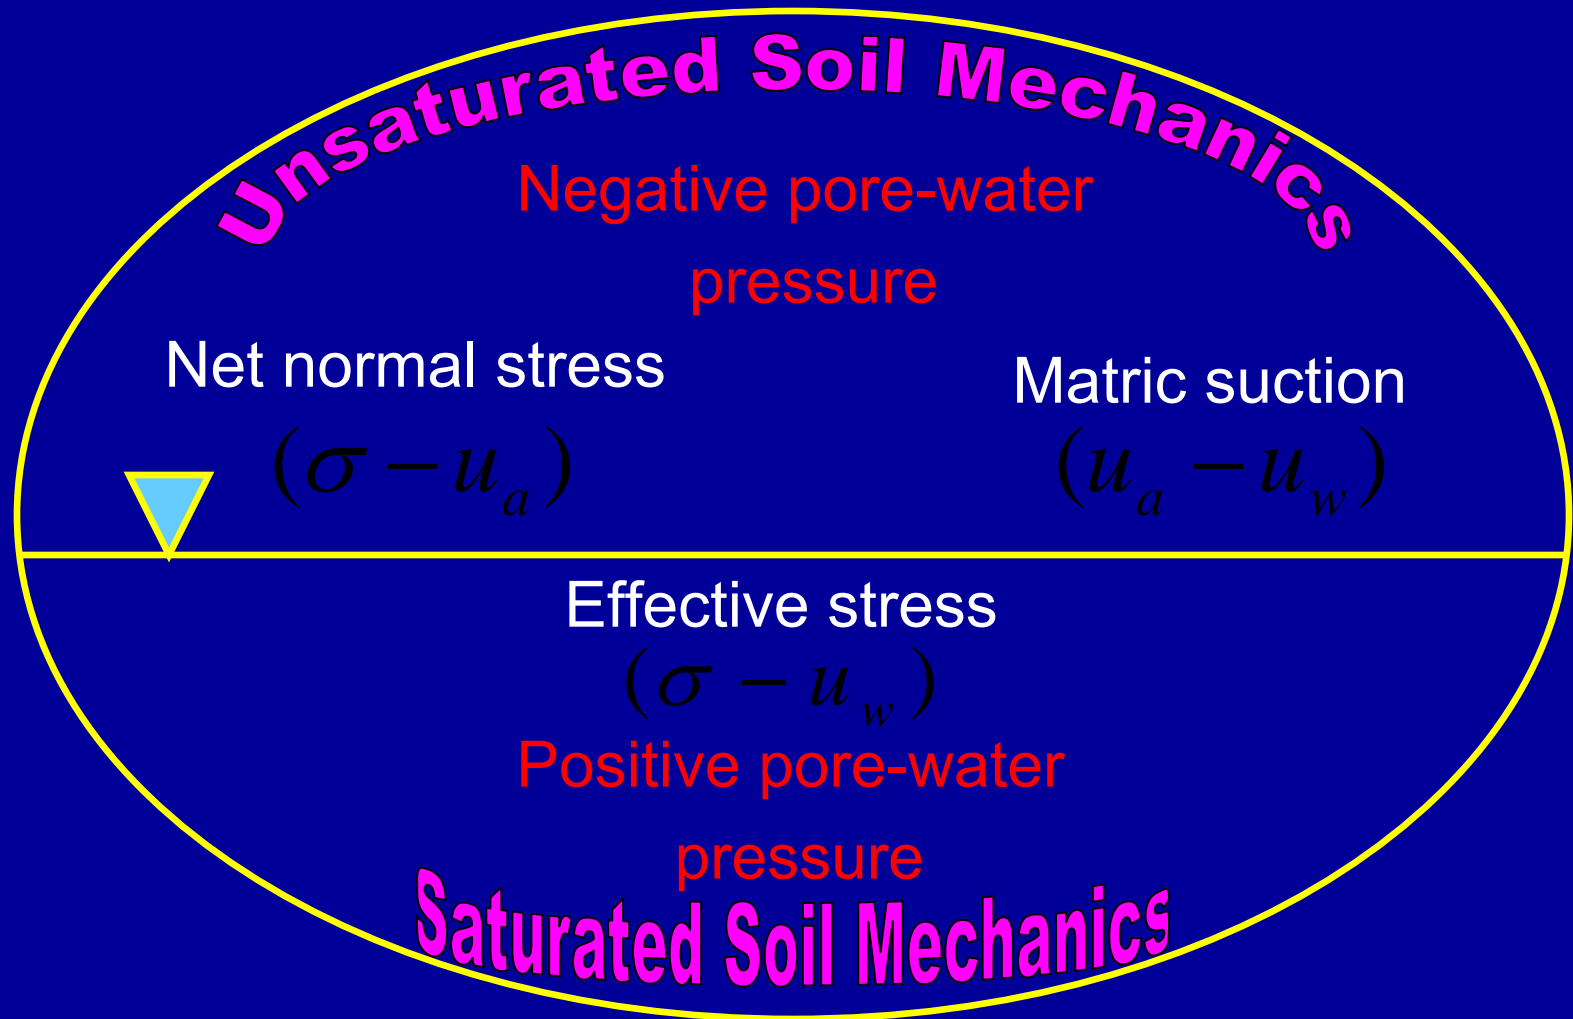 Unsaturated Soil Mechanics
Negative pore-water
pressure
Net normal stress
Matric suction
(σ − u_a)
(u_a − u_w)
Effective stress
(σ − u_w)
Positive pore-water
pressure
Saturated Soil Mechanics